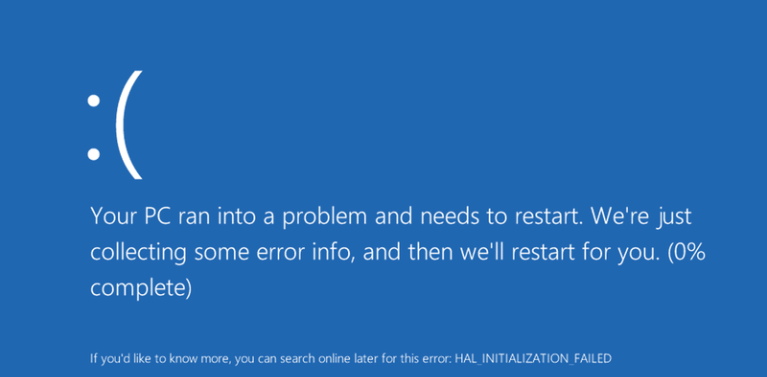 :(
Your PC ran into a problem and needs to restart. We're just
collecting some error info, and then we'll restart for you. (0%
complete)
If you'd like to know more, you can search online later for this error: HAL_INITIALIZATION_FAILED